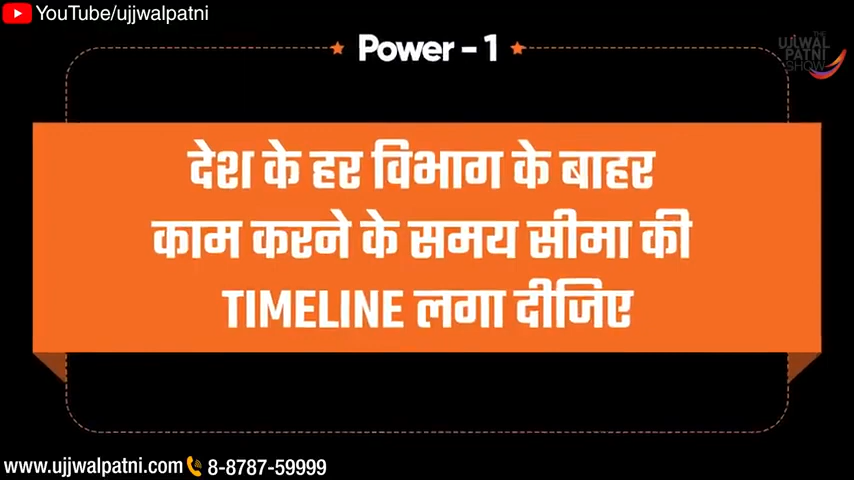 YouTube/ujjwalpatni
Power - 1
THE
UJJWAL
PATNI
SHOW
देश के हर विभाग के बाहर
काम करने के समय सीमा की
TIMELINE लगा दीजिए
www.ujjwalpatni.com 8-8787-59999